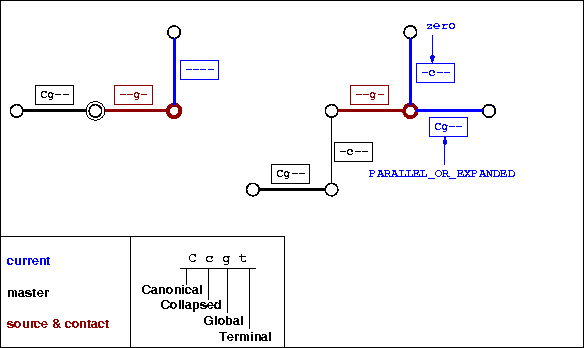 zero
----
-c--
Cg--
--g-
--g-
Cg--
-c--
Cg--
PARALLEL_OR_EXPANDED
current
master
source & contact
C c g t
Canonical
Collapsed
Global
Terminal